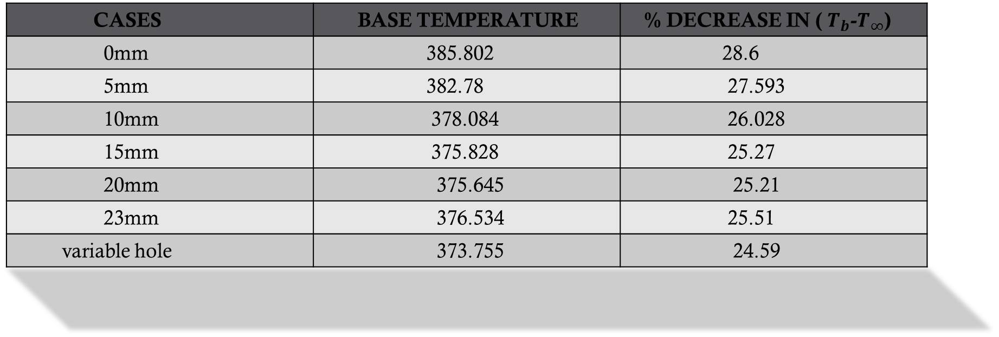 CASES BASE TEMPERATURE % DECREASE IN ( T_b-T_∞)
0mm 385.802 28.6
5mm 382.78 27.593
10mm 378.084 26.028
15mm 375.828 25.27
20mm 375.645 25.21
23mm 376.534 25.51
variable hole 373.755 24.59